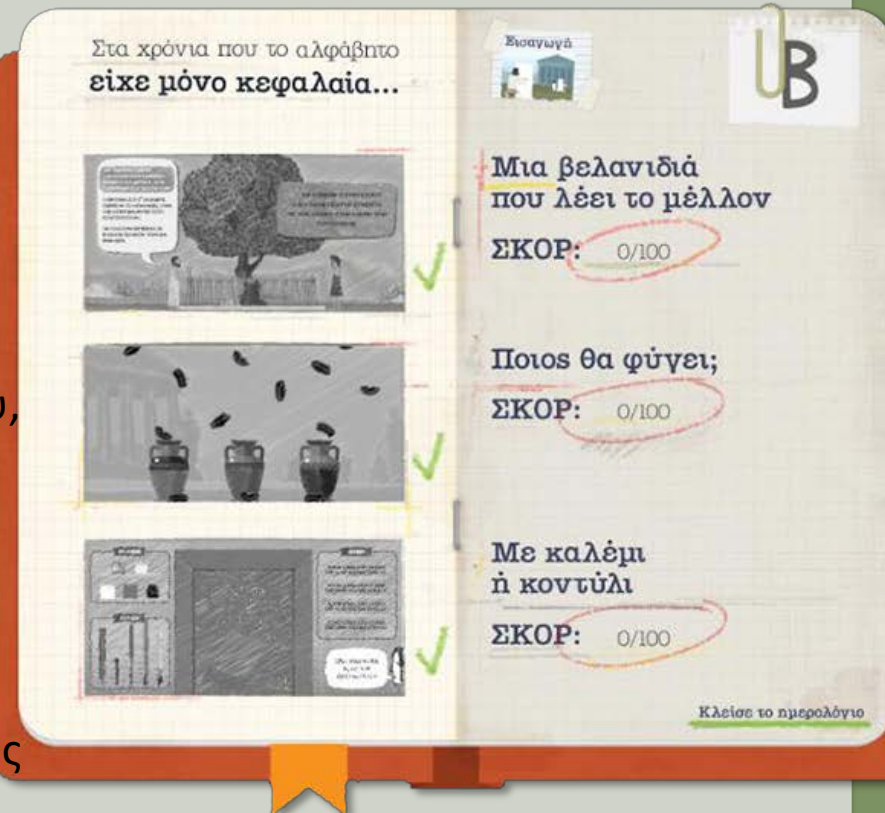 Στα χρόνια που το αλφάβητο
είχε μόνο κεφαλαία...
Εισαγωγή
B
Μια βελανιδιά
που λέει το μέλλον
ΣΚΟΡ: 0/100
Ποιος θα φύγει;
ΣΚΟΡ: 0/100
Με καλέμι
ή κοντύλι
ΣΚΟΡ: 0/100
Κλείσε το ημερολόγιο
υ,
ς